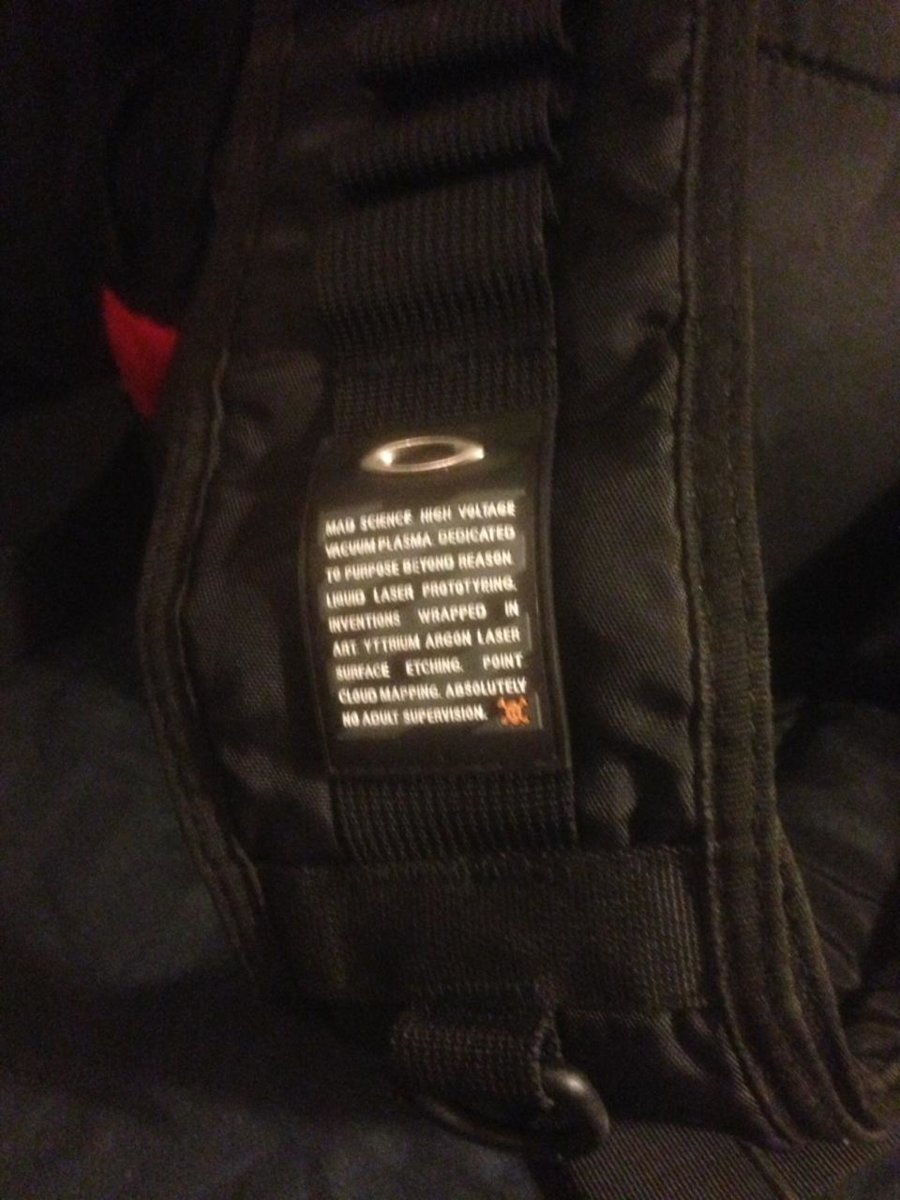 MAD SCIENCE. HIGH VOLTAGE
VACUUM PLASMA. DEDICATED
TO PURPOSE BEYOND REASON.
LIQUID LASER PROTOTYPING.
INVENTIONS WRAPPED IN
ART. YTTRIUM ARGON LASER
SURFACE ETCHING. POINT
CLOUD MAPPING. ABSOLUTELY
NO ADULT SUPERVISION.